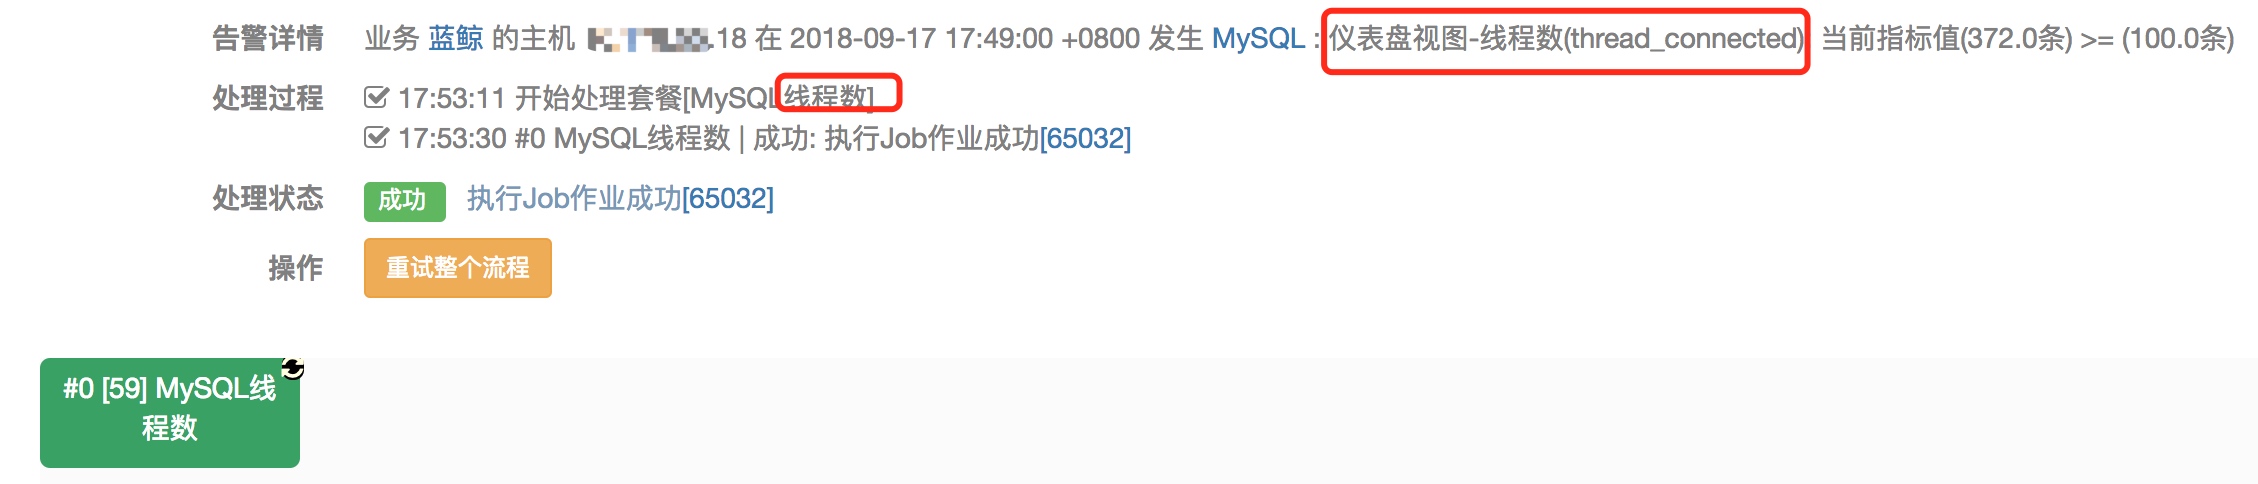 告警详情 业务 蓝鲸 的主机 .18 在 2018-09-17 17:49:00 +0800 发生 MySQL : 仪表盘视图-线程数(thread_connected) 当前指标值(372.0条) >= (100.0条)
处理过程 17:53:11 开始处理套餐[MySQL线程数]
17:53:30 #0 MySQL线程数 | 成功: 执行Job作业成功[65032]
处理状态 成功 执行Job作业成功[65032]
操作 重试整个流程
#0 [59] MySQL线
程数